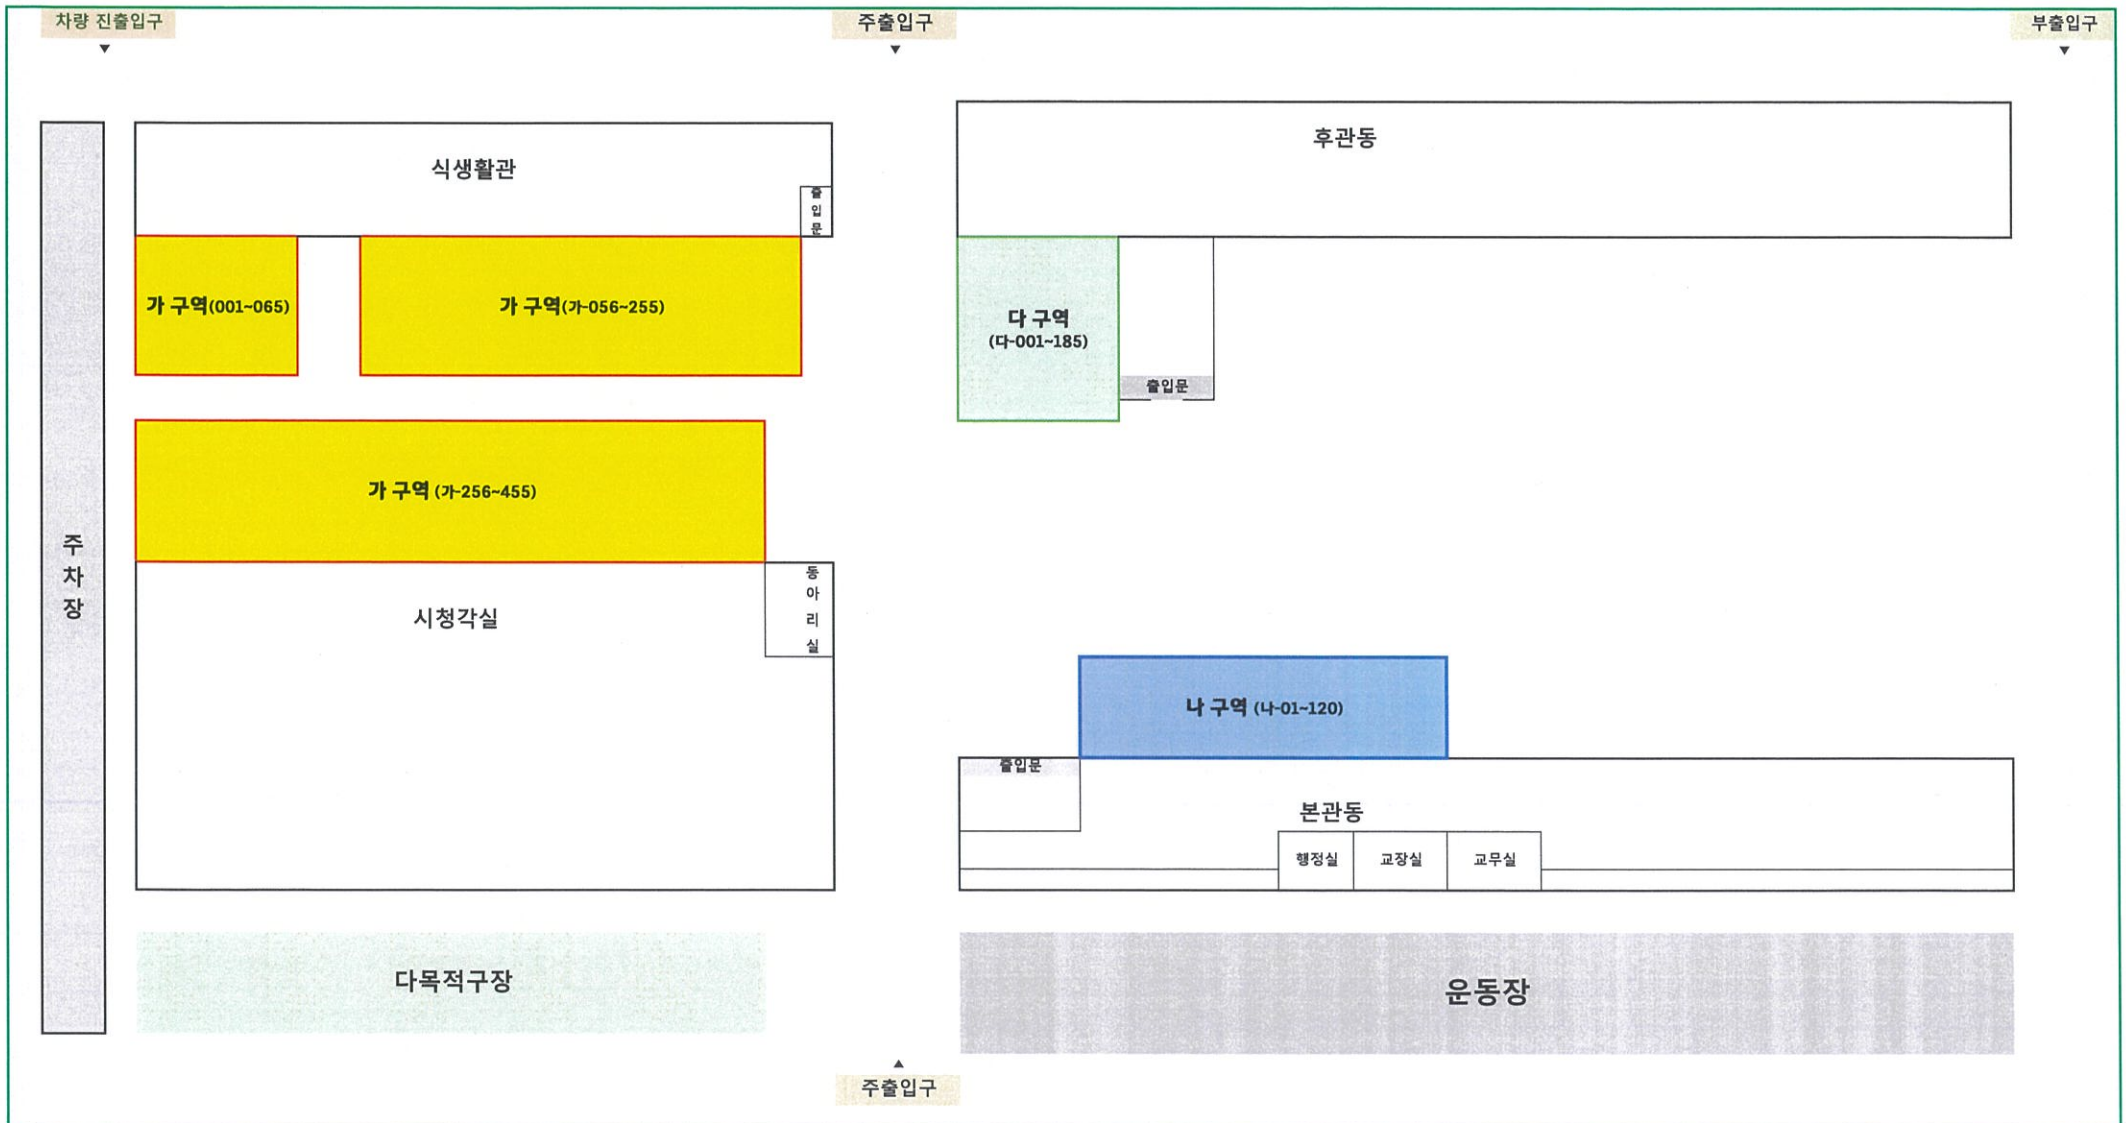 차량 진출입구
주출입구
부출입구
식생활관
출
입
문
후관동
가 구역(001~065)
가 구역(가-056~255)
다 구역
(다-001~185)
출입문
가 구역 (가-256~455)
주
차
장
시청각실
동
아
리
실
나 구역 (나-01~120)
출입문
본관동
행정실
교장실
교무실
다목적구장
운동장
주출입구